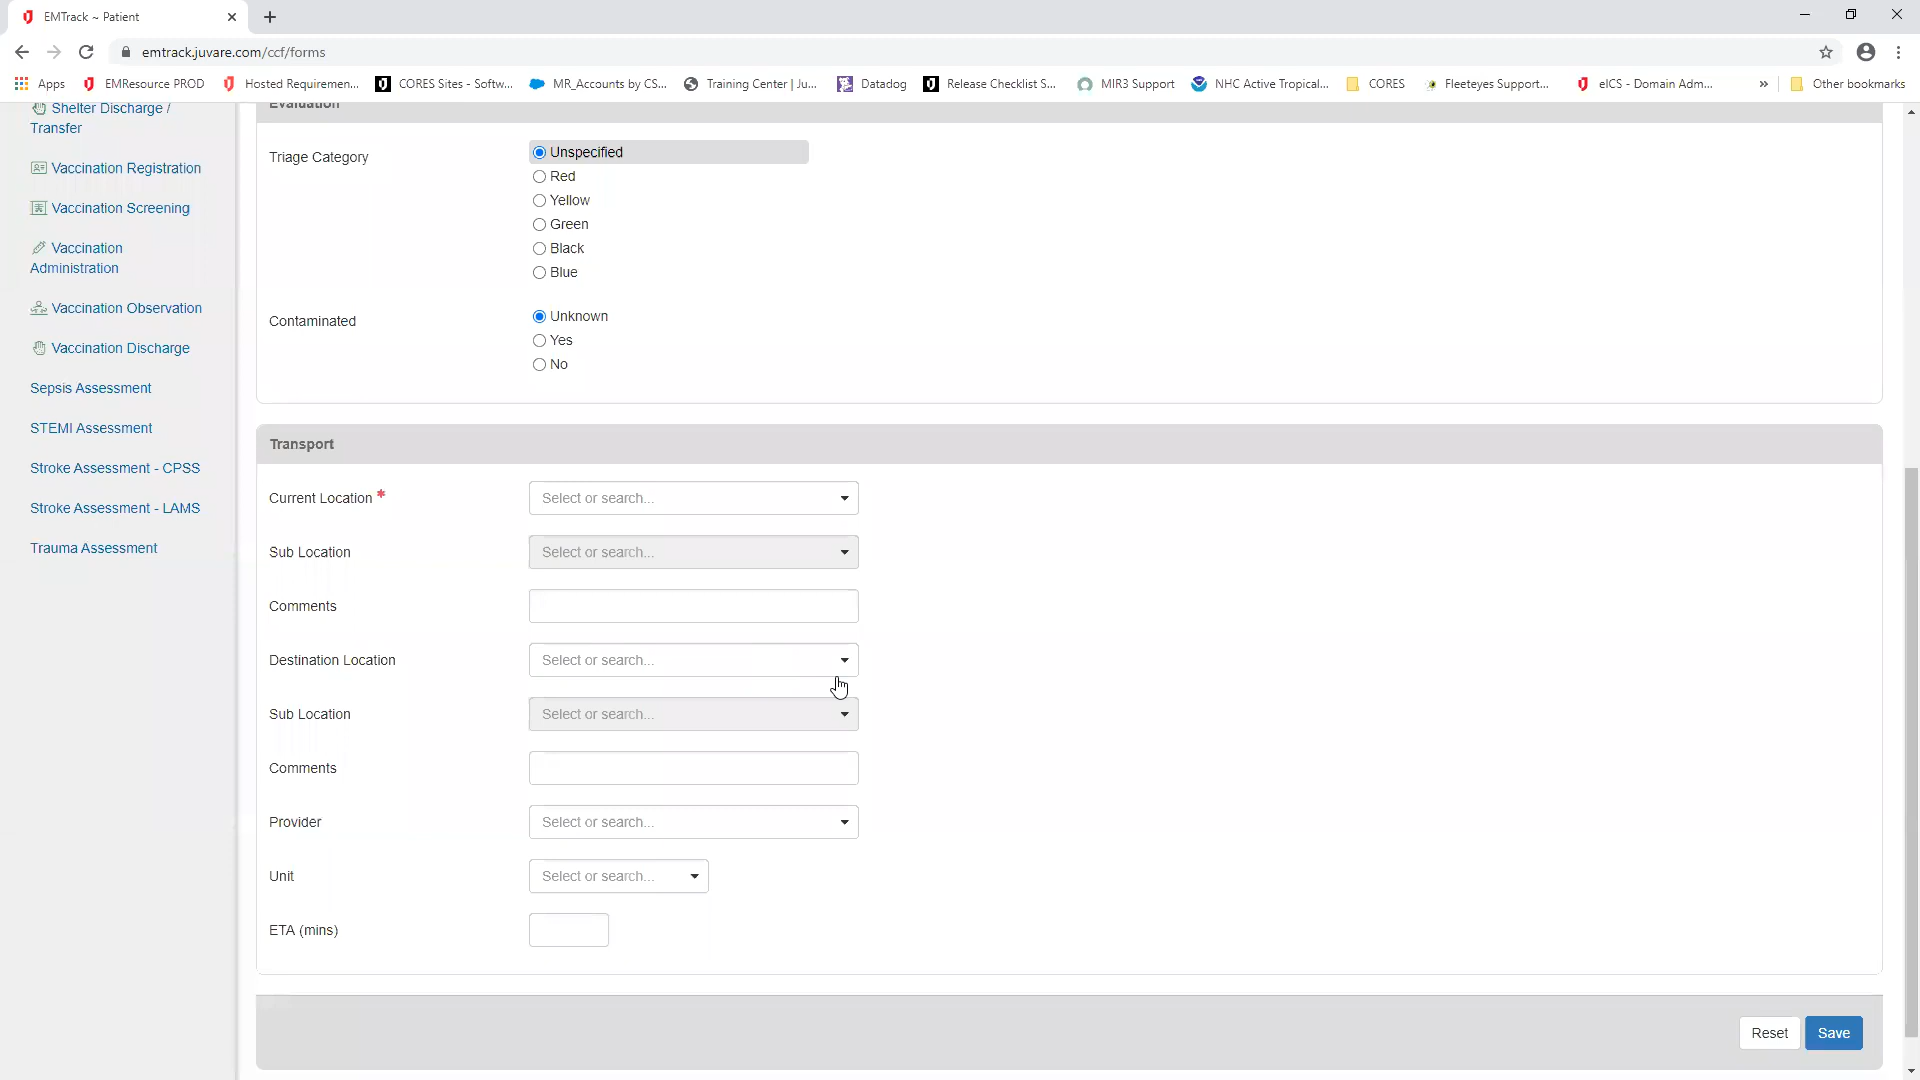 EMTrack ~ Patient
emtrack.juvare.com/ccf/forms
Apps
EMResource PROD
Hosted Requiremen...
CORES Sites - Softw...
MR_Accounts by CS...
Training Center | Ju...
Datadog
Release Checklist S...
MIR3 Support
NHC Active Tropical...
CORES
Fleeteyes Support...
eICS - Domain Adm...
»
Other bookmarks
Shelter Discharge /
Transfer
Vaccination Registration
Vaccination Screening
Vaccination
Administration
Vaccination Observation
Vaccination Discharge
Sepsis Assessment
STEMI Assessment
Stroke Assessment - CPSS
Stroke Assessment - LAMS
Trauma Assessment
Evaluation
Triage Category
Unspecified
Red
Yellow
Green
Black
Blue
Contaminated
Unknown
Yes
No
Transport
Current Location *
Select or search...
Sub Location
Select or search...
Comments
Destination Location
Select or search...
Sub Location
Select or search...
Comments
Provider
Select or search...
Unit
Select or search...
ETA (mins)
Reset
Save